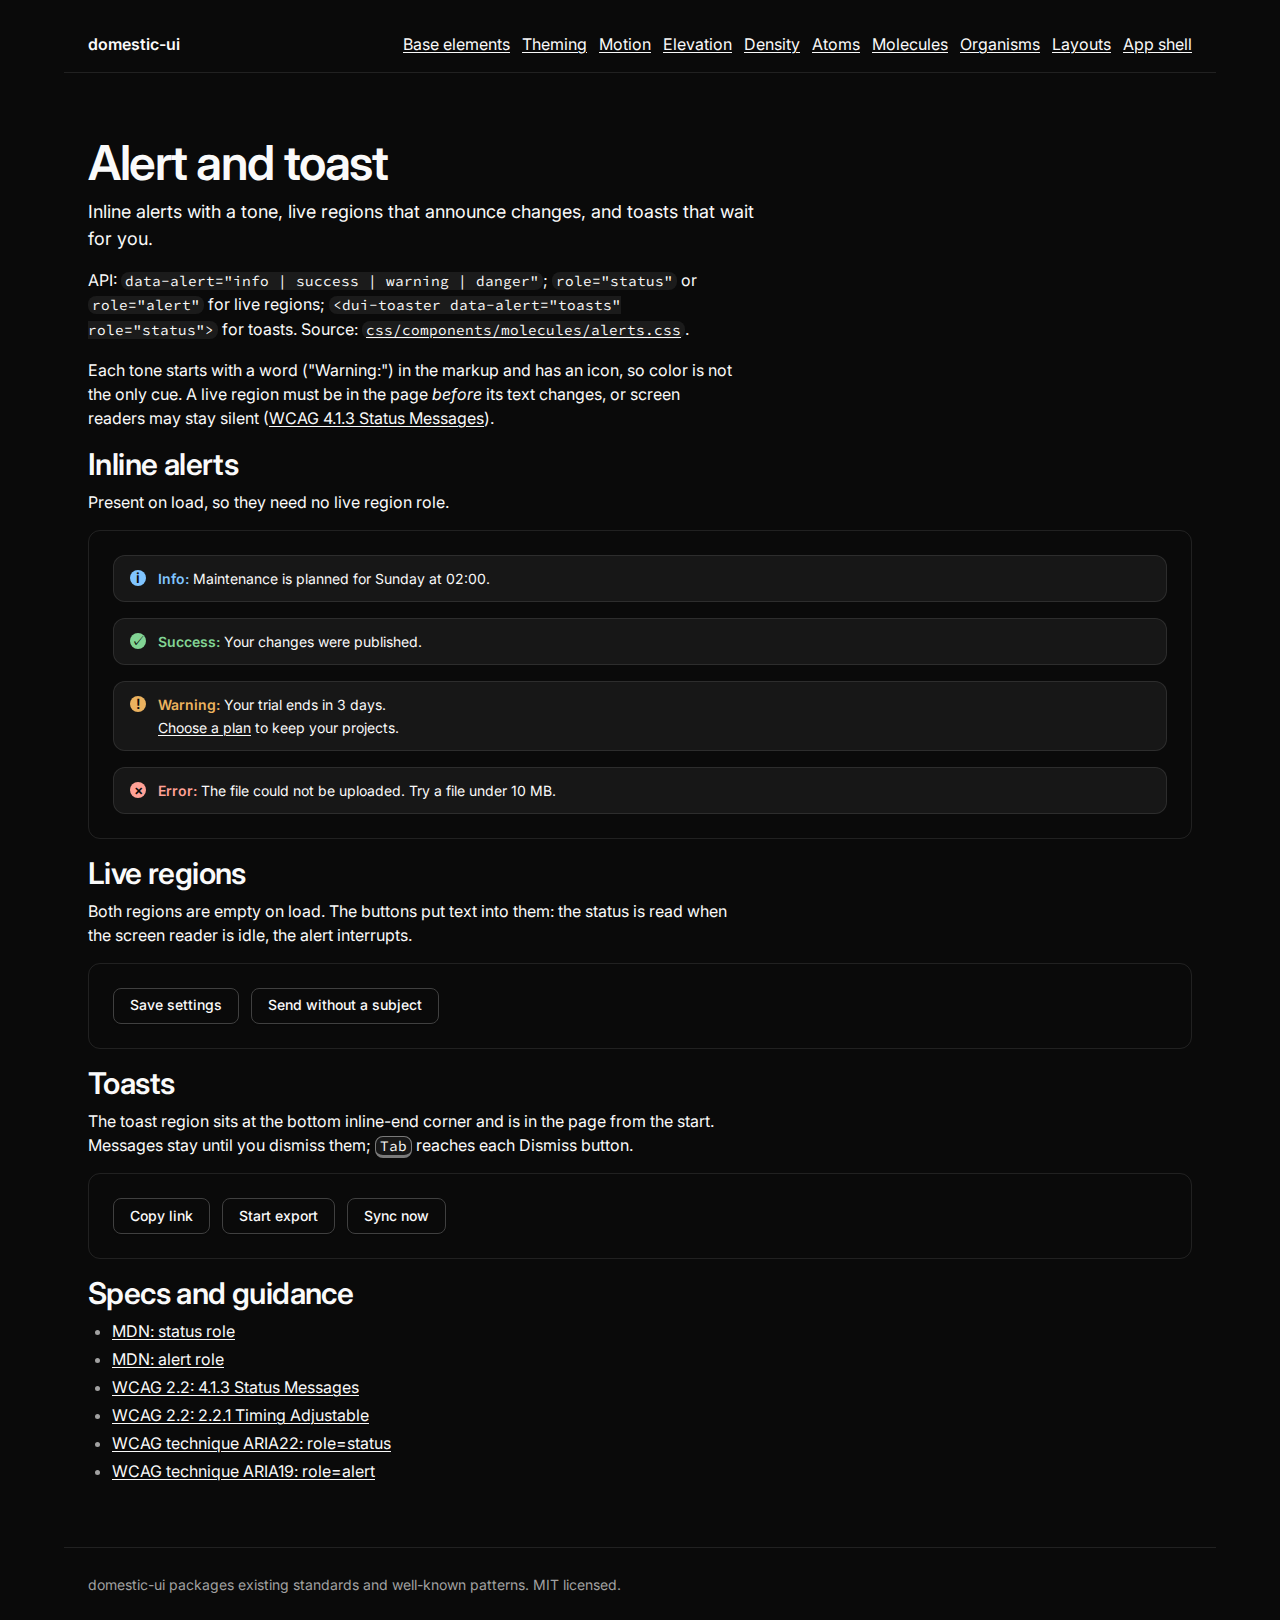 domestic-ui
Base elements Theming Motion Elevation Density Atoms Molecules Organisms Layouts App shell
Alert and toast
Inline alerts with a tone, live regions that announce changes, and toasts that wait
for you.
API: data-alert="info | success | warning | danger"; role="status" or
role="alert" for live regions; <dui-toaster data-alert="toasts"
role="status"> for toasts. Source: css/components/molecules/alerts.css.
Each tone starts with a word ("Warning:") in the markup and has an icon, so color is not
the only cue. A live region must be in the page before its text changes, or screen
readers may stay silent (WCAG 4.1.3 Status Messages).
Inline alerts
Present on load, so they need no live region role.
Info: Maintenance is planned for Sunday at 02:00.
Success: Your changes were published.
Warning: Your trial ends in 3 days.
Choose a plan to keep your projects.
Error: The file could not be uploaded. Try a file under 10 MB.
Live regions
Both regions are empty on load. The buttons put text into them: the status is read when
the screen reader is idle, the alert interrupts.
Save settings
Send without a subject
Toasts
The toast region sits at the bottom inline-end corner and is in the page from the start.
Messages stay until you dismiss them; Tab reaches each Dismiss button.
Copy link
Start export
Sync now
Specs and guidance
MDN: status role
MDN: alert role
WCAG 2.2: 4.1.3 Status Messages
WCAG 2.2: 2.2.1 Timing Adjustable
WCAG technique ARIA22: role=status
WCAG technique ARIA19: role=alert
domestic-ui packages existing standards and well-known patterns. MIT licensed.